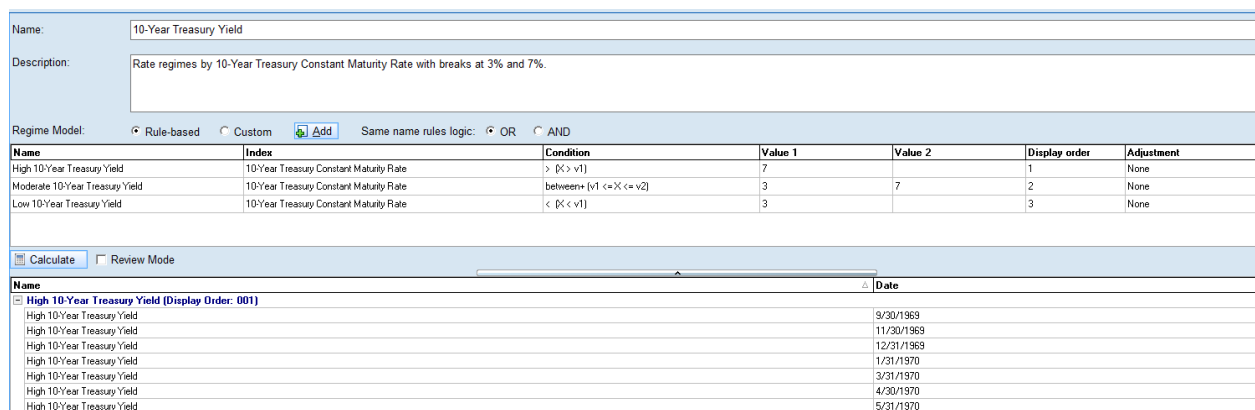 Name: 10-Year Treasury Yield
Description: Rate regimes by 10-Year Treasury Constant Maturity Rate with breaks at 3% and 7%.
Regime Model: Rule-based Custom Add Same name rules logic: OR AND
Name Index Condition Value 1 Value 2 Display order Adjustment
High 10-Year Treasury Yield 10-Year Treasury Constant Maturity Rate > (X > v1) 7 1 None
Moderate 10-Year Treasury Yield 10-Year Treasury Constant Maturity Rate between+ (v1 <= X <= v2) 3 7 2 None
Low 10-Year Treasury Yield 10-Year Treasury Constant Maturity Rate < (X < v1) 3 3 None
Calculate Review Mode
Name Date
High 10-Year Treasury Yield (Display Order: 001)
High 10-Year Treasury Yield 9/30/1969
High 10-Year Treasury Yield 11/30/1969
High 10-Year Treasury Yield 12/31/1969
High 10-Year Treasury Yield 1/31/1970
High 10-Year Treasury Yield 3/31/1970
High 10-Year Treasury Yield 4/30/1970
High 10-Year Treasury Yield 5/31/1970